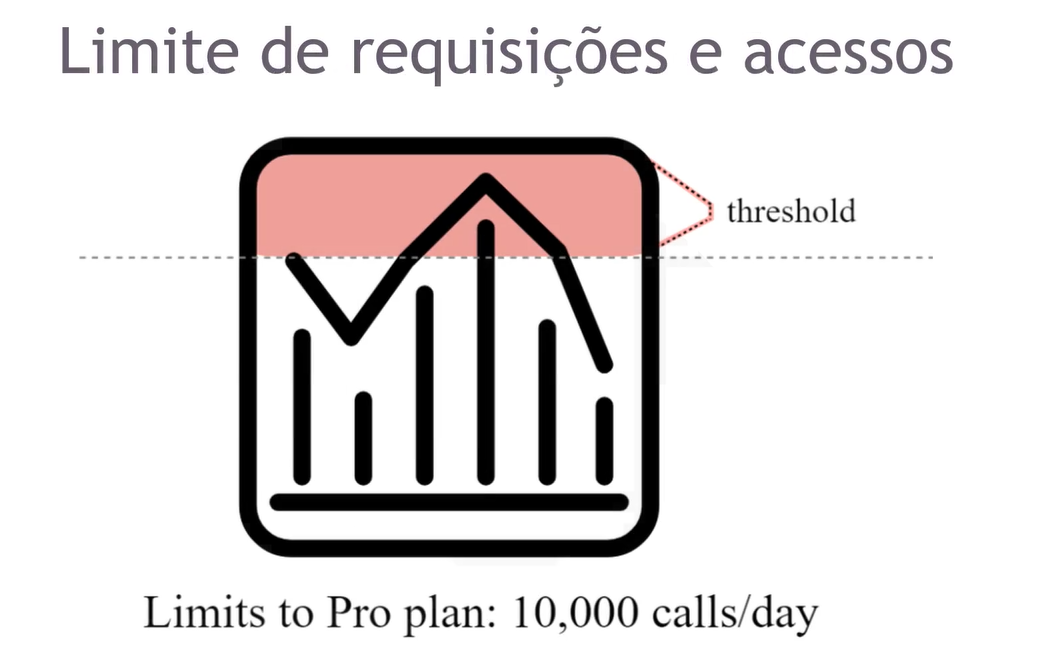 Limite de requisições e acessos
threshold
Limits to Pro plan: 10,000 calls/day